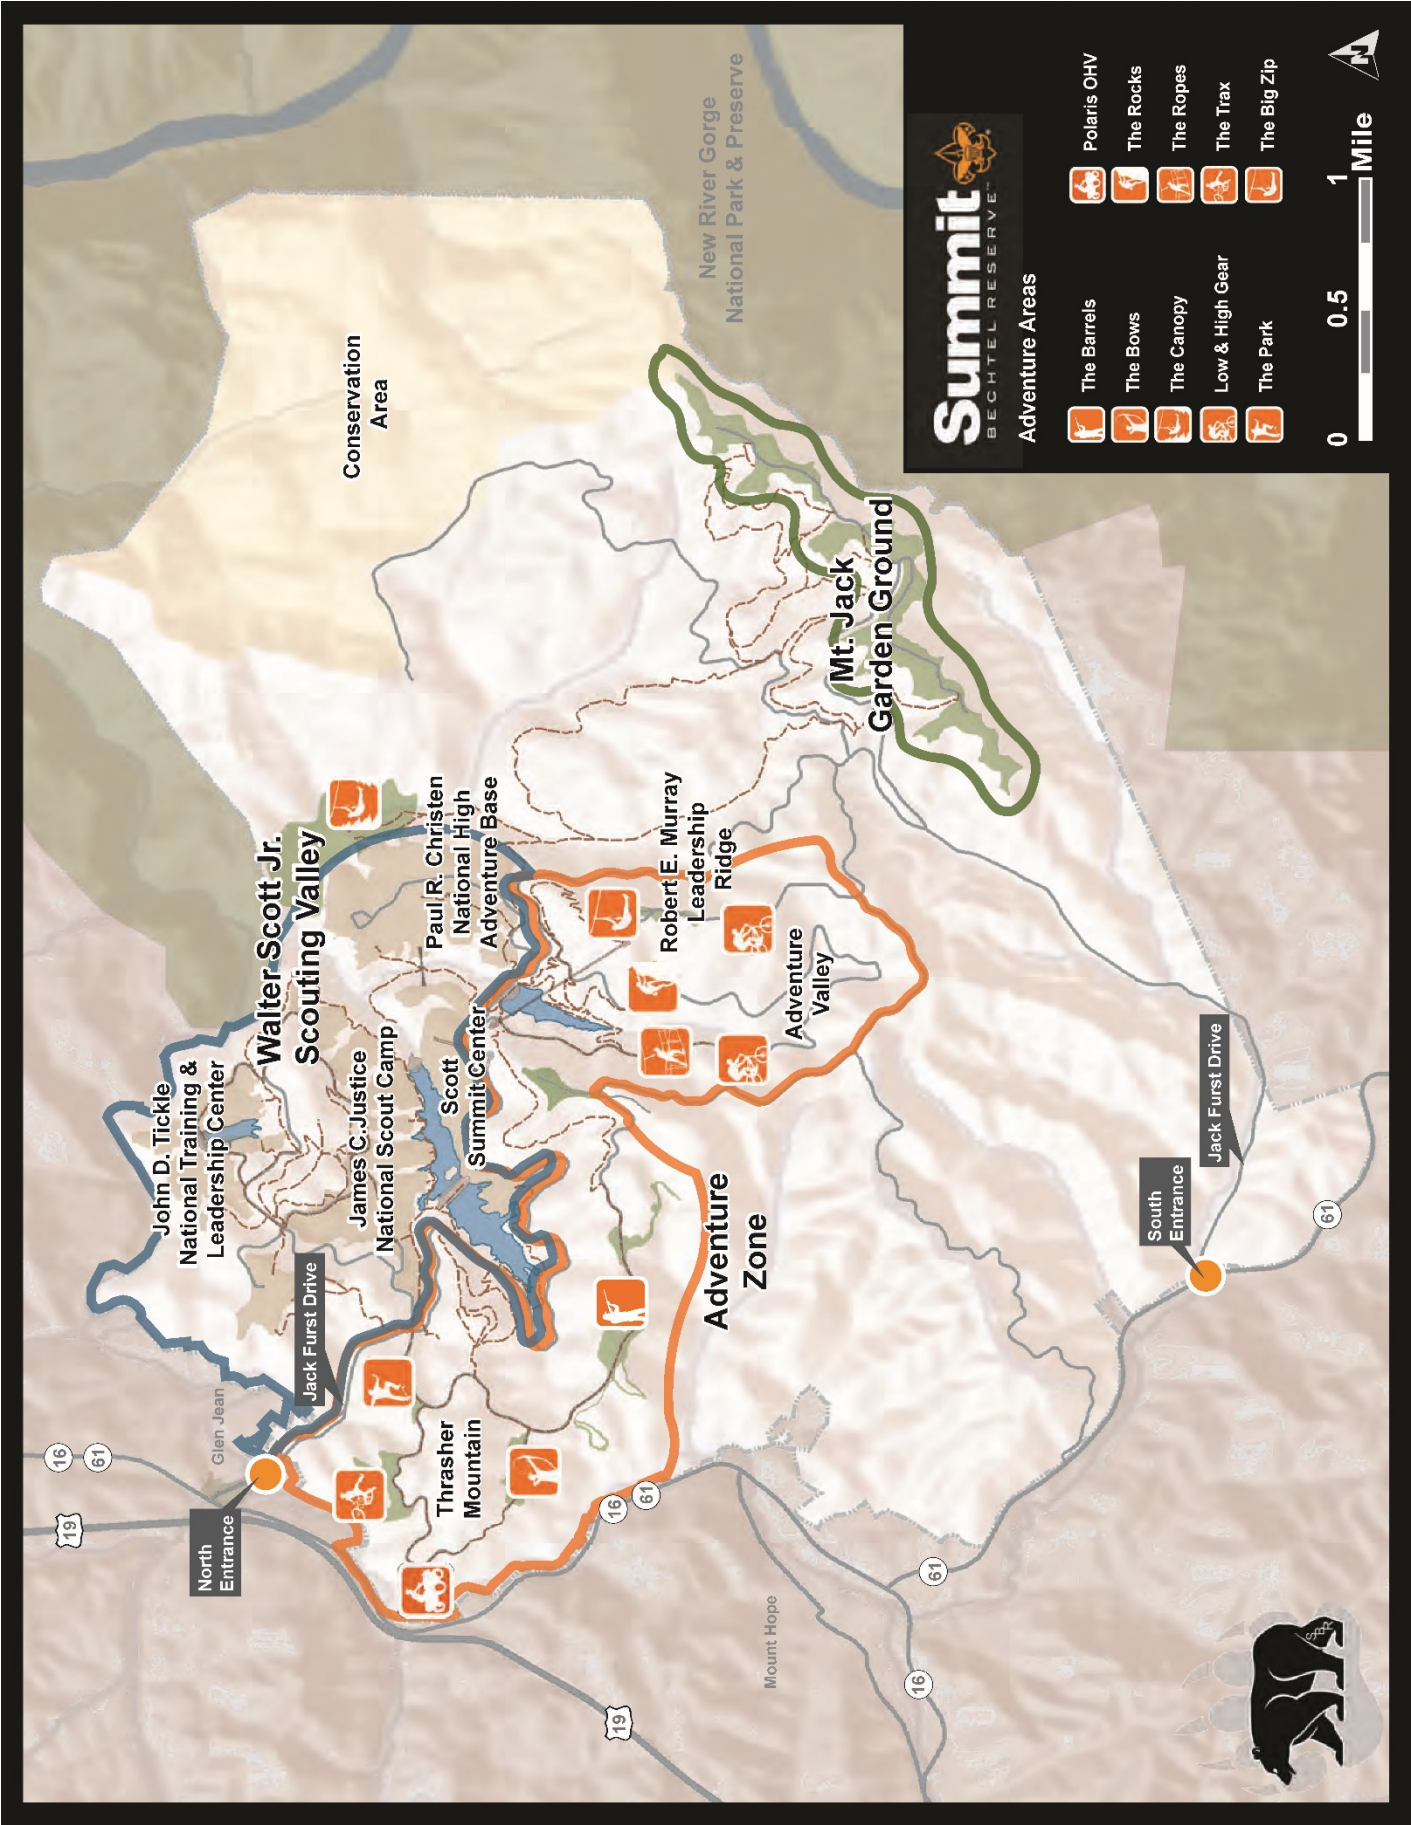 19
16
61
Glen Jean
North
Entrance
Jack Furst Drive
John D. Tickle
National Training &
Leadership Center
Walter Scott Jr.
Scouting Valley
James C.Justice
National Scout Camp
Paul R. Christen
National High
Adventure Base
Scott
Summit Center
Conservation
Area
New River Gorge
National Park & Preserve
Thrasher
Mountain
Robert E. Murray
Leadership
Ridge
Adventure
Valley
Adventure
Zone
Mt. Jack
Garden Ground
16
61
19
Mount Hope
61
16
South
Entrance
Jack Furst Drive
61
Summit
BECHTEL RESERVE™
®
Adventure Areas
The Barrels
The Bows
The Canopy
Low & High Gear
The Park
Polaris OHV
The Rocks
The Ropes
The Trax
The Big Zip
0 0.5 1
Mile
N
SBR